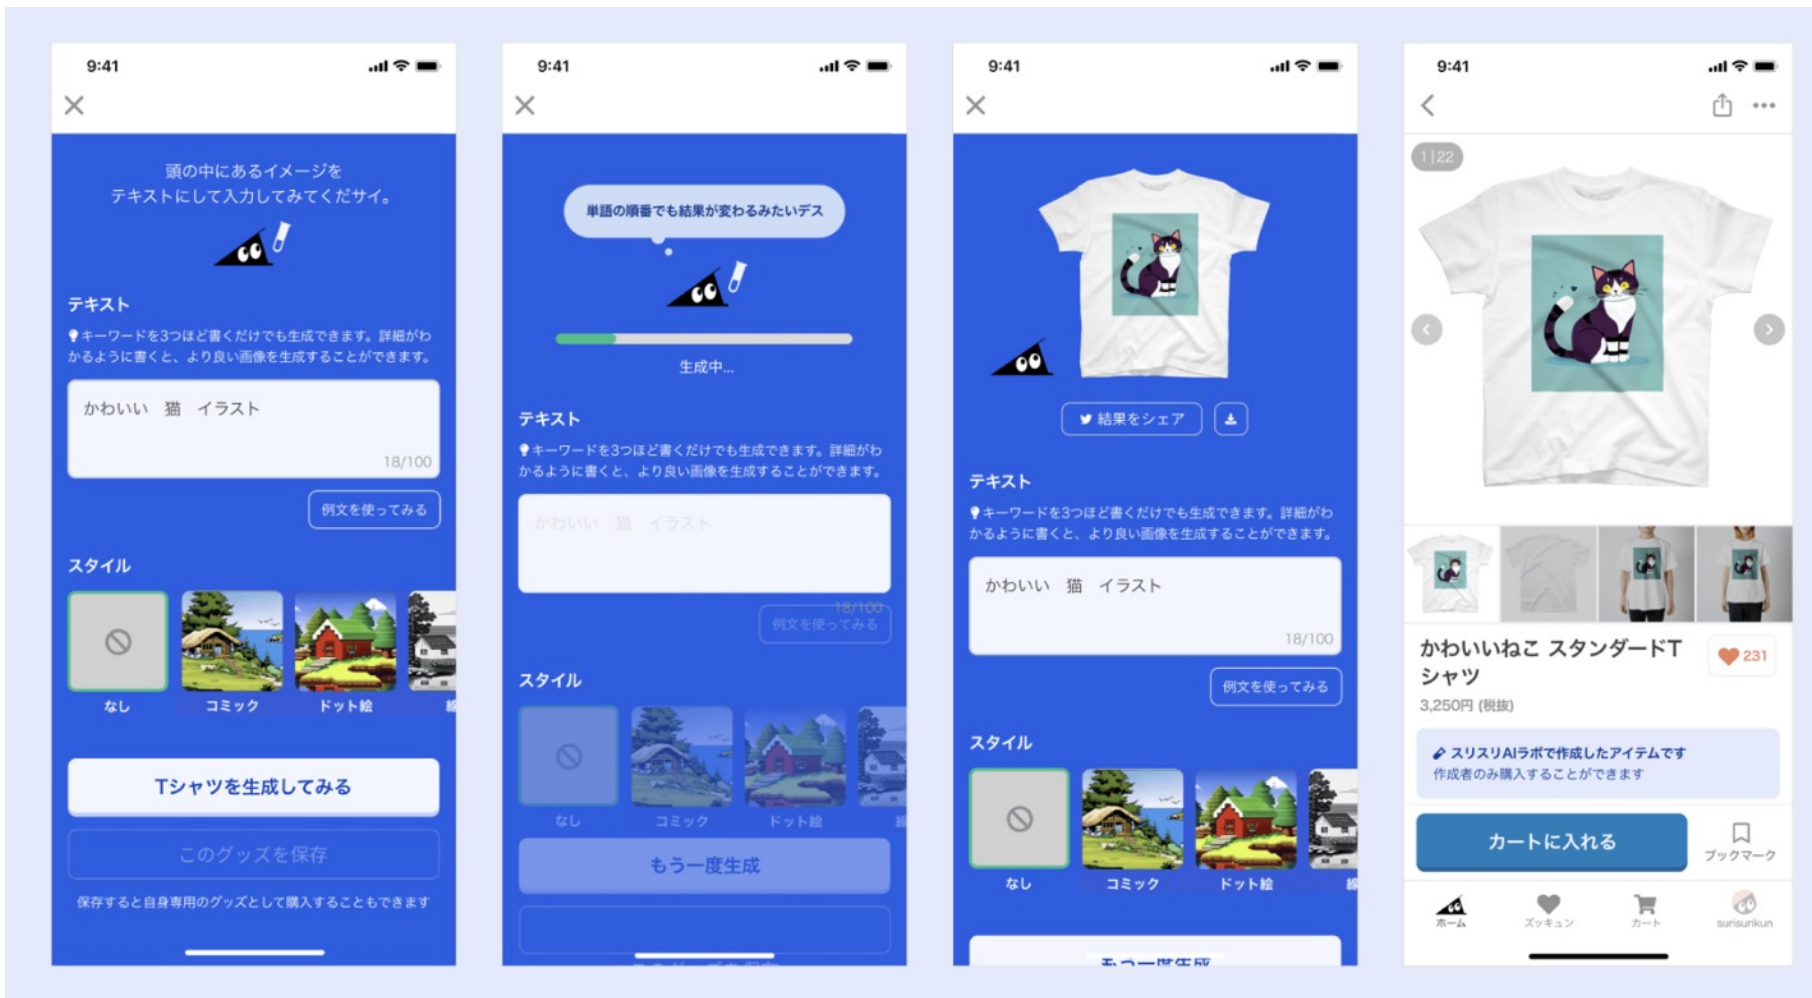 9:41
頭の中にあるイメージを
テキストにして入力してみてくだサイ。
テキスト
キーワードを3つほど書くだけでも生成できます。詳細がわ
かるように書くと、より良い画像を生成することができます。
かわいい 猫 イラスト
18/100
例文を使ってみる
スタイル
なし
コミック
ドット絵
線
Tシャツを生成してみる
このグッズを保存
保存すると自身専用のグッズとして購入することもできます
9:41
単語の順番でも結果が変わるみたいデス
生成中...
テキスト
キーワードを3つほど書くだけでも生成できます。詳細がわ
かるように書くと、より良い画像を生成することができます。
かわいい 猫 イラスト
18/100
例文を使ってみる
スタイル
なし
コミック
ドット絵
線
もう一度生成
このグッズを保存
9:41
結果をシェア
テキスト
キーワードを3つほど書くだけでも生成できます。詳細がわ
かるように書くと、より良い画像を生成することができます。
かわいい 猫 イラスト
18/100
例文を使ってみる
スタイル
なし
コミック
ドット絵
線
もう一度生成
9:41
1|22
かわいいねこ スタンダードT
シャツ
231
3,250円 (税抜)
スリスリAIラボで作成したアイテムです
作成者のみ購入することができます
カートに入れる
ブックマーク
ホーム
ズッキュン
カート
surisurikun